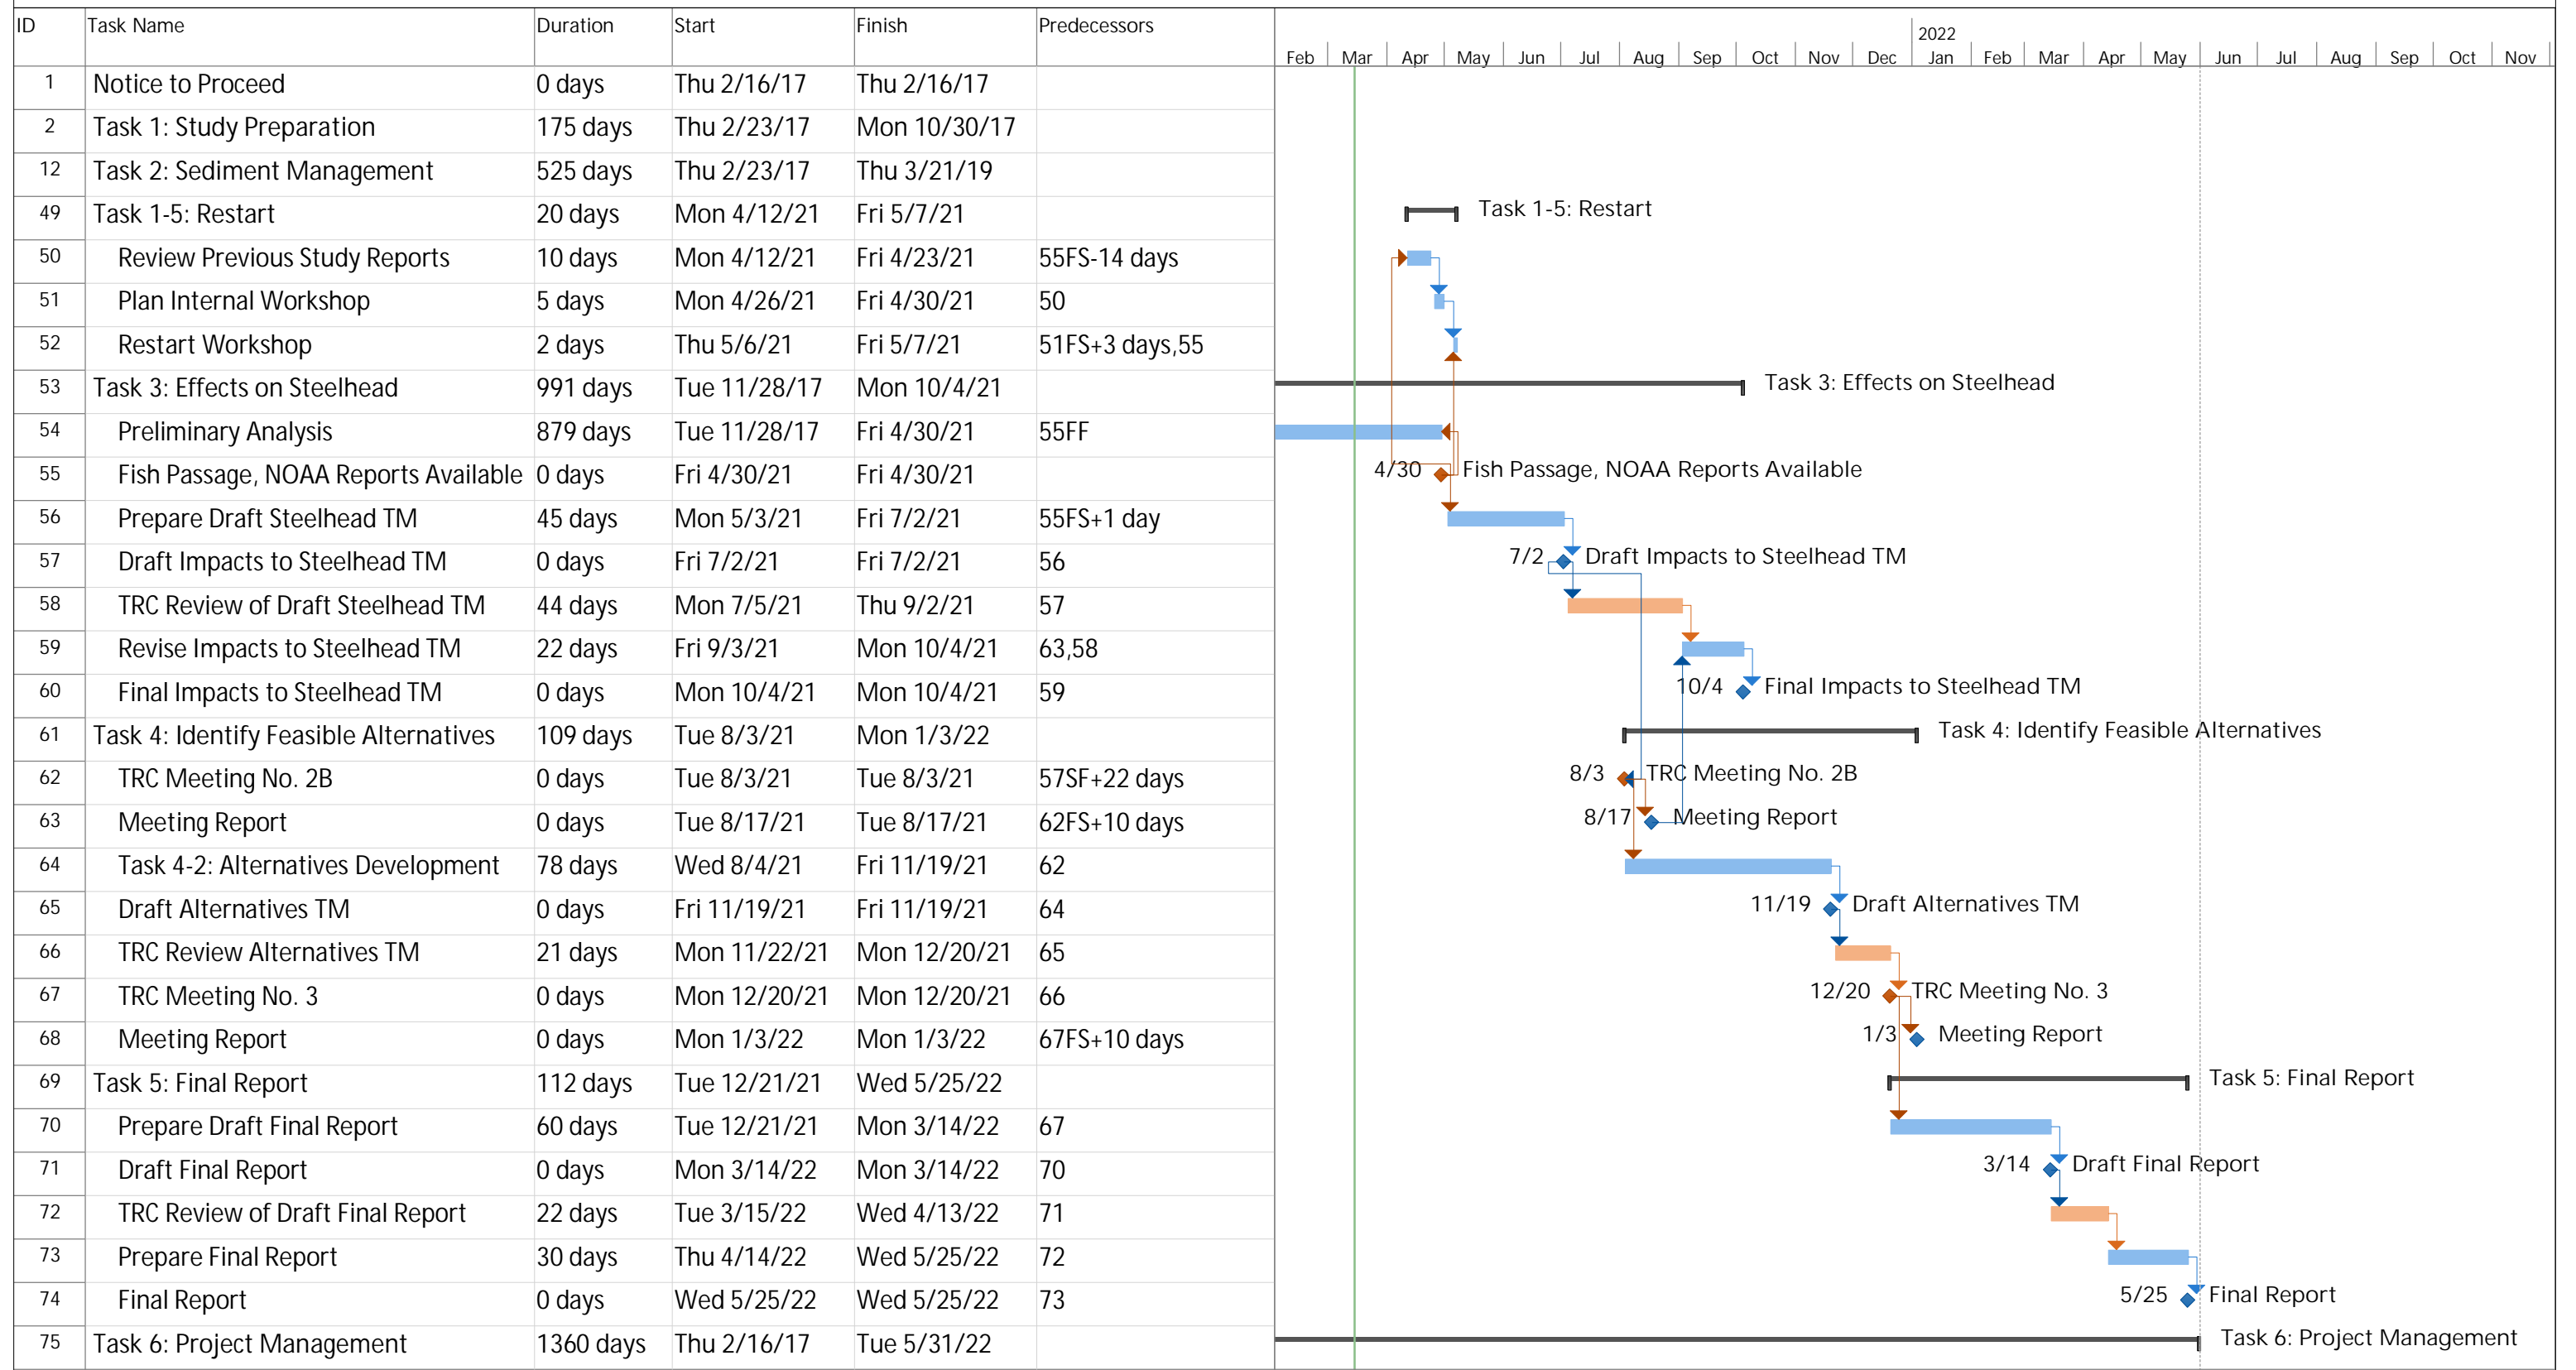 ID Task Name Duration Start Finish Predecessors
2022
Feb Mar Apr May Jun Jul Aug Sep Oct Nov Dec Jan Feb Mar Apr May Jun Jul Aug Sep Oct Nov
1 Notice to Proceed 0 days Thu 2/16/17 Thu 2/16/17
2 Task 1: Study Preparation 175 days Thu 2/23/17 Mon 10/30/17
12 Task 2: Sediment Management 525 days Thu 2/23/17 Thu 3/21/19
49 Task 1-5: Restart 20 days Mon 4/12/21 Fri 5/7/21 Task 1-5: Restart
50 Review Previous Study Reports 10 days Mon 4/12/21 Fri 4/23/21 55FS-14 days
51 Plan Internal Workshop 5 days Mon 4/26/21 Fri 4/30/21 50
52 Restart Workshop 2 days Thu 5/6/21 Fri 5/7/21 51FS+3 days,55
53 Task 3: Effects on Steelhead 991 days Tue 11/28/17 Mon 10/4/21 Task 3: Effects on Steelhead
54 Preliminary Analysis 879 days Tue 11/28/17 Fri 4/30/21 55FF
55 Fish Passage, NOAA Reports Available 0 days Fri 4/30/21 Fri 4/30/21 4/30 Fish Passage, NOAA Reports Available
56 Prepare Draft Steelhead TM 45 days Mon 5/3/21 Fri 7/2/21 55FS+1 day
57 Draft Impacts to Steelhead TM 0 days Fri 7/2/21 Fri 7/2/21 56 7/2 Draft Impacts to Steelhead TM
58 TRC Review of Draft Steelhead TM 44 days Mon 7/5/21 Thu 9/2/21 57
59 Revise Impacts to Steelhead TM 22 days Fri 9/3/21 Mon 10/4/21 63,58
60 Final Impacts to Steelhead TM 0 days Mon 10/4/21 Mon 10/4/21 59 10/4 Final Impacts to Steelhead TM
61 Task 4: Identify Feasible Alternatives 109 days Tue 8/3/21 Mon 1/3/22 Task 4: Identify Feasible Alternatives
62 TRC Meeting No. 2B 0 days Tue 8/3/21 Tue 8/3/21 57SF+22 days 8/3 TRC Meeting No. 2B
63 Meeting Report 0 days Tue 8/17/21 Tue 8/17/21 62FS+10 days 8/17 Meeting Report
64 Task 4-2: Alternatives Development 78 days Wed 8/4/21 Fri 11/19/21 62
65 Draft Alternatives TM 0 days Fri 11/19/21 Fri 11/19/21 64 11/19 Draft Alternatives TM
66 TRC Review Alternatives TM 21 days Mon 11/22/21 Mon 12/20/21 65
67 TRC Meeting No. 3 0 days Mon 12/20/21 Mon 12/20/21 66 12/20 TRC Meeting No. 3
68 Meeting Report 0 days Mon 1/3/22 Mon 1/3/22 67FS+10 days 1/3 Meeting Report
69 Task 5: Final Report 112 days Tue 12/21/21 Wed 5/25/22 Task 5: Final Report
70 Prepare Draft Final Report 60 days Tue 12/21/21 Mon 3/14/22 67
71 Draft Final Report 0 days Mon 3/14/22 Mon 3/14/22 70 3/14 Draft Final Report
72 TRC Review of Draft Final Report 22 days Tue 3/15/22 Wed 4/13/22 71
73 Prepare Final Report 30 days Thu 4/14/22 Wed 5/25/22 72
74 Final Report 0 days Wed 5/25/22 Wed 5/25/22 73 5/25 Final Report
75 Task 6: Project Management 1360 days Thu 2/16/17 Tue 5/31/22 Task 6: Project Management